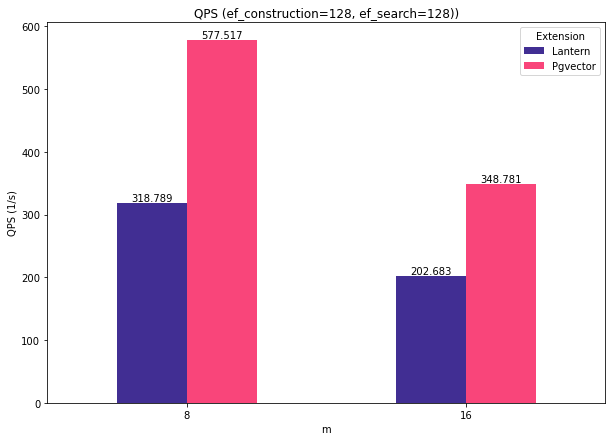 QPS (ef_construction=128, ef_search=128))
Extension
Lantern
Pgvector
577.517
318.789
348.781
202.683
600
500
400
300
200
100
0
QPS (1/s)
8
16
m